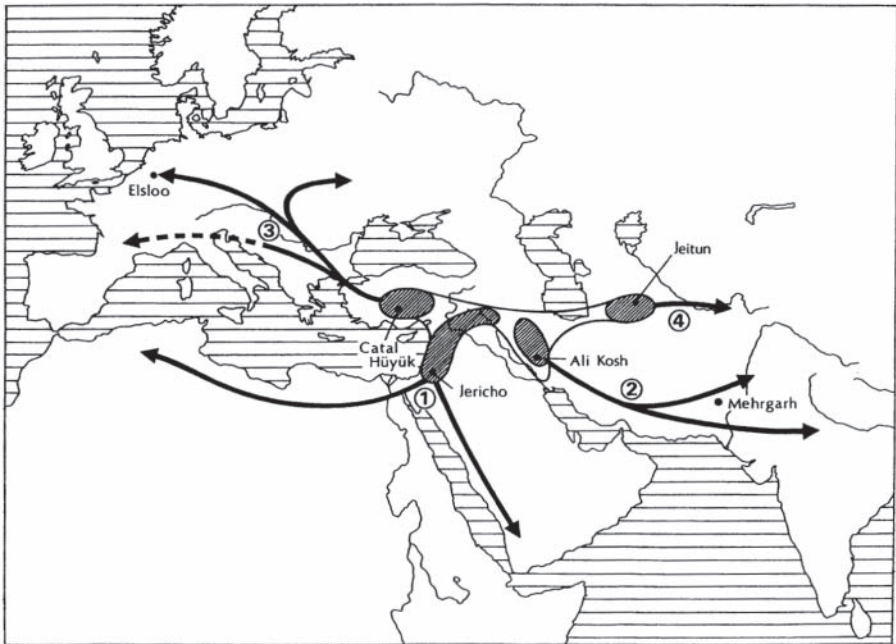 Elsloo
③
Jeitun
④
Catal
Hüyük
Ali Kosh
Jericho
①
②
Mehrgarh